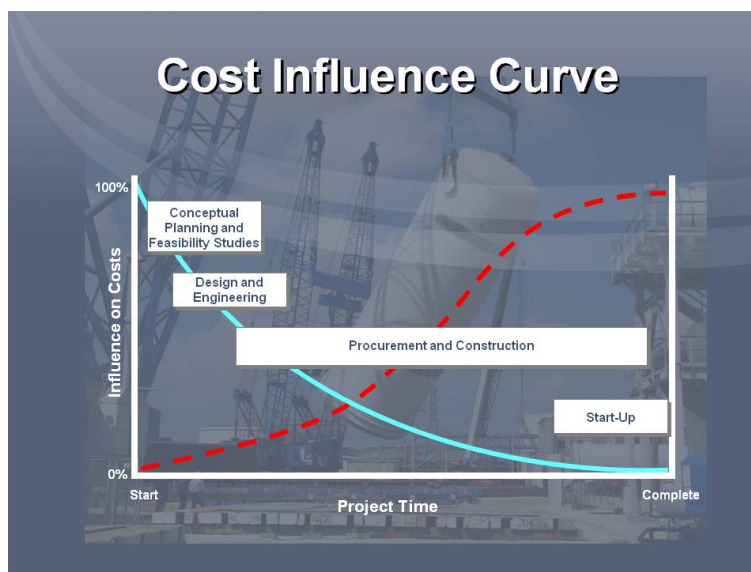 Cost Influence Curve
100%
Conceptual
Planning and
Feasibility Studies
Design and
Engineering
Influence on Costs
Procurement and Construction
Start-Up
0%
Start
Complete
Project Time